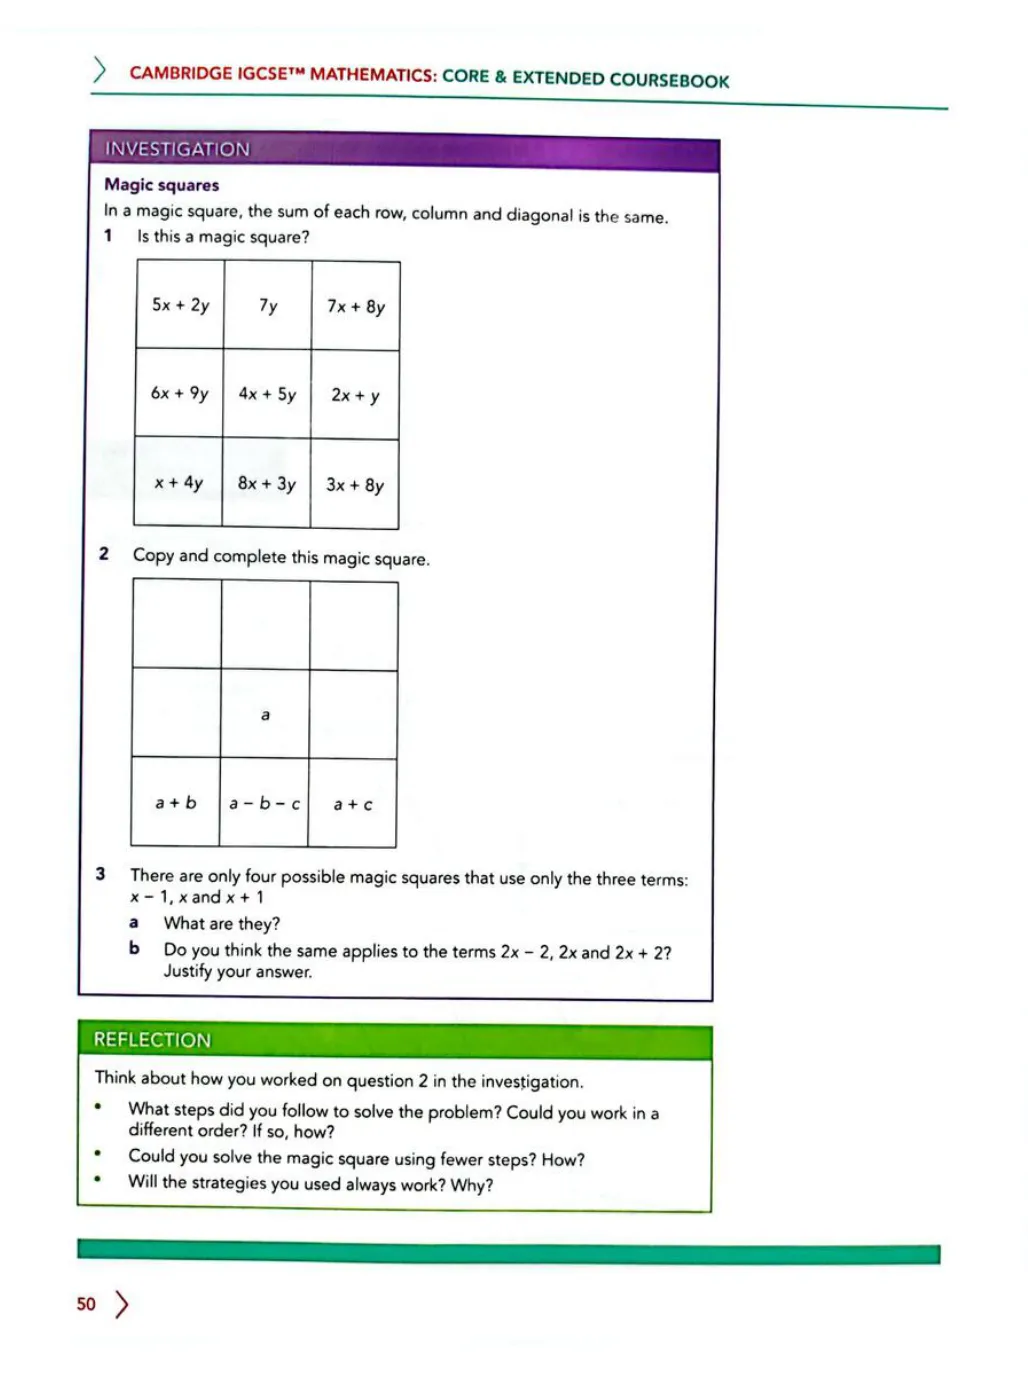 CAMBRIDGE IGCSE™ MATHEMATICS: CORE & EXTENDED COURSEBOOK
INVESTIGATION
Magic squares
In a magic square, the sum of each row, column and diagonal is the same.
1 Is this a magic square?
5x + 2y 7y 7x + 8y
6x + 9y 4x + 5y 2x + y
x + 4y 8x + 3y 3x + 8y
2 Copy and complete this magic square.
a
a + b a − b − c a + c
3 There are only four possible magic squares that use only the three terms:
x − 1, x and x + 1
a What are they?
b Do you think the same applies to the terms 2x − 2, 2x and 2x + 2?
Justify your answer.
REFLECTION
Think about how you worked on question 2 in the investigation.
• What steps did you follow to solve the problem? Could you work in a
different order? If so, how?
• Could you solve the magic square using fewer steps? How?
• Will the strategies you used always work? Why?
50